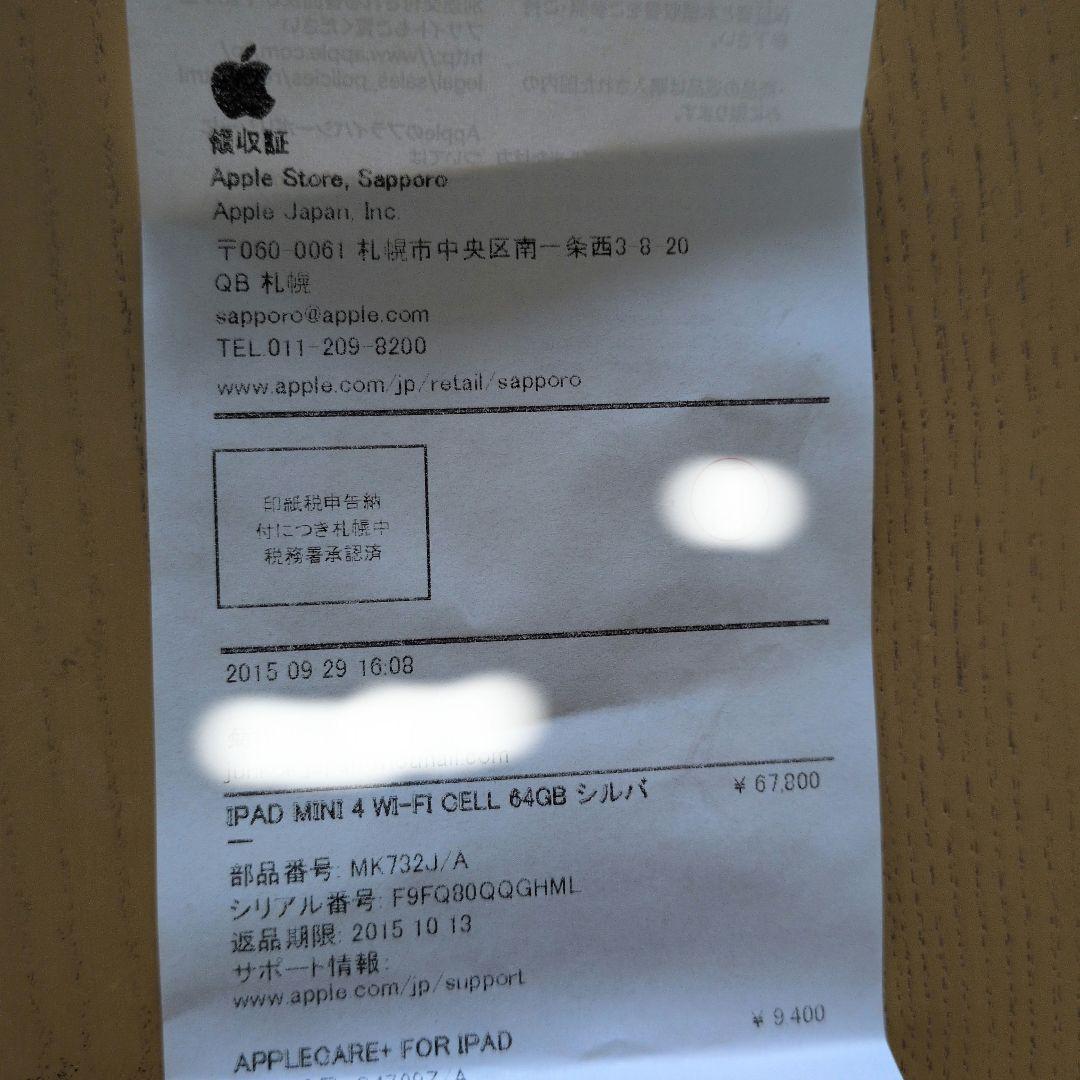 領収証
Apple Store, Sapporo
Apple Japan, Inc.
〒060-0061 札幌市中央区南一条西3-8-20
QB 札幌
sapporo@apple.com
TEL.011-209-8200
www.apple.com/jp/retail/sapporo
印紙税申告納
付につき札幌中
税務署承認済
2015 09 29 16:08
IPAD MINI 4 WI-FI CELL 64GB シルバ ¥ 67,800
ー
部品番号: MK732J/A
シリアル番号: F9FQ80QQGHML
返品期限: 2015 10 13
サポート情報:
www.apple.com/jp/support
APPLECARE+ FOR IPAD ¥ 9,400